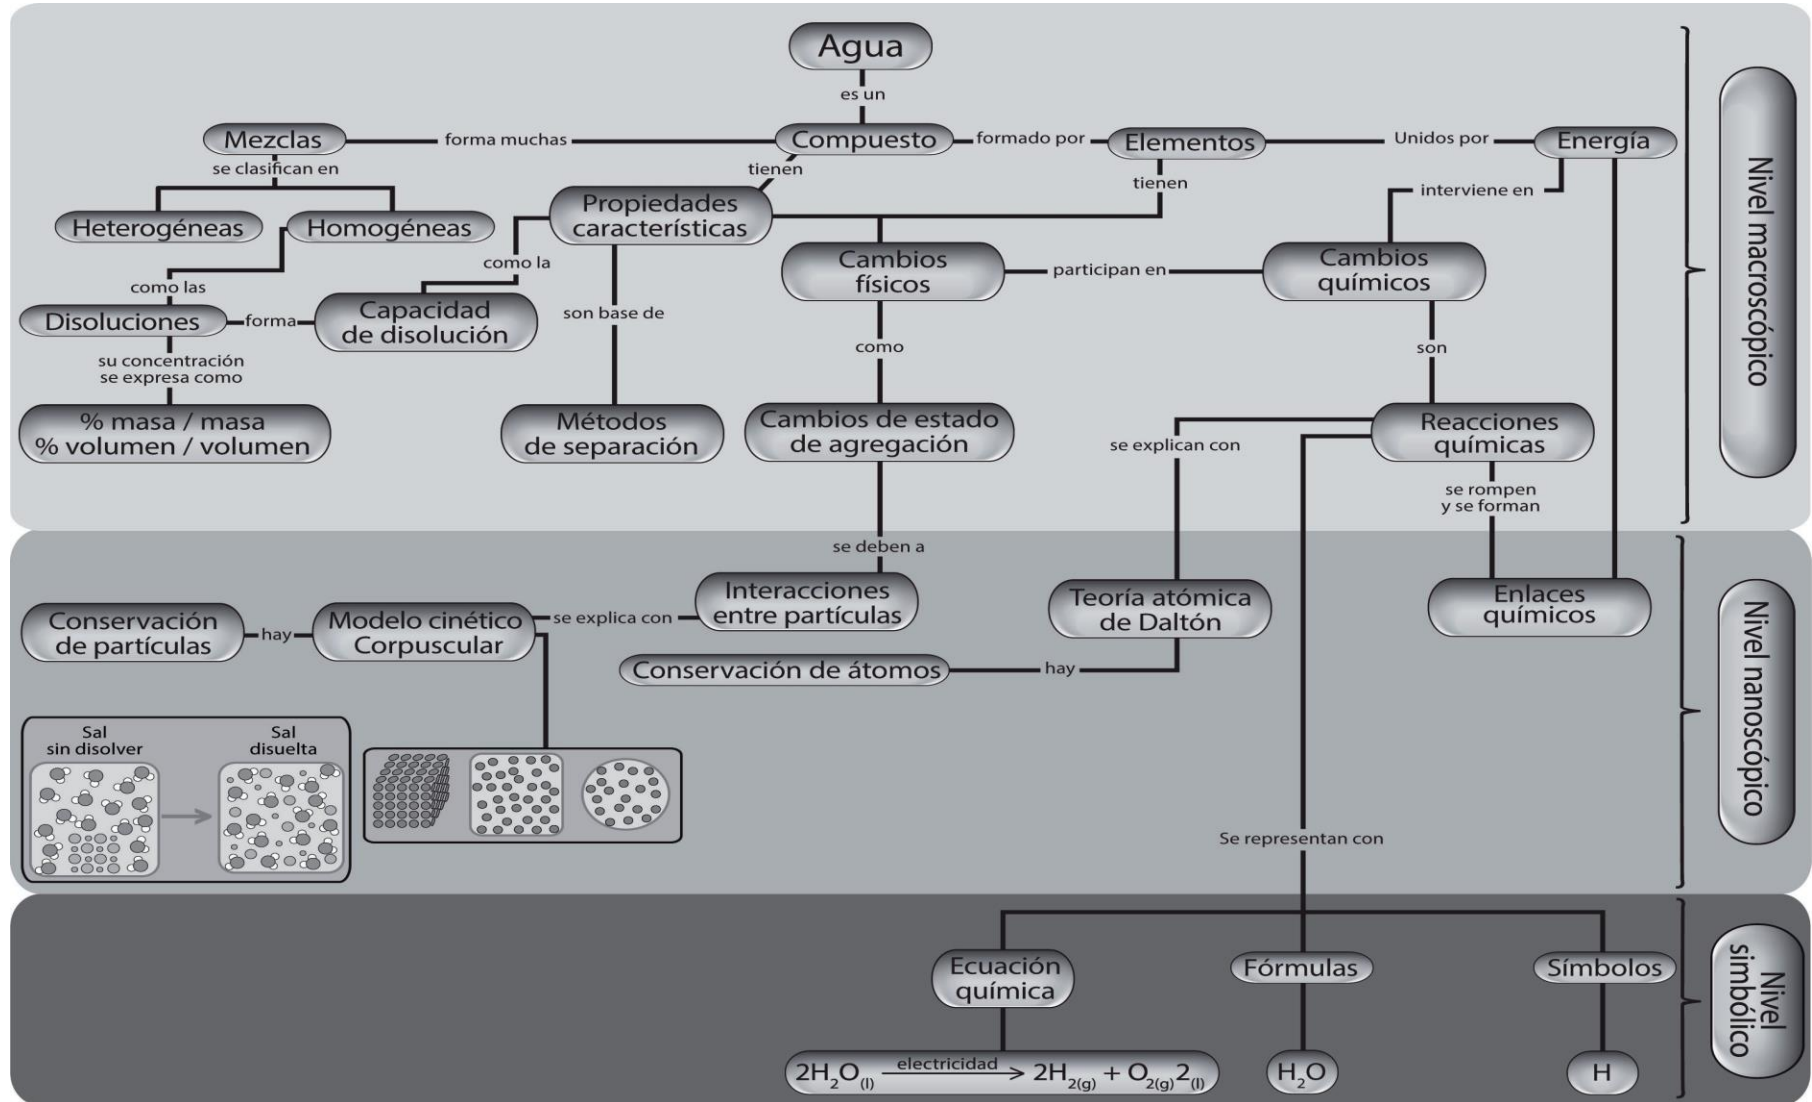 Agua
es un
Mezclas
forma muchas
Compuesto
formado por
Elementos
Unidos por
Energía
se clasifican en
tienen
tienen
interviene en
Heterogéneas
Homogéneas
Propiedades
características
como las
como la
son base de
Cambios
físicos
participan en
Cambios
químicos
Disoluciones
forma
Capacidad
de disolución
como
son
su concentración
se expresa como
% masa / masa
% volumen / volumen
Métodos
de separación
Cambios de estado
de agregación
se explican con
Reacciones
químicas
se rompen
y se forman
Nivel macroscópico
se deben a
Conservación
de partículas
hay
Modelo cinético
Corpuscular
se explica con
Interacciones
entre partículas
Teoría atómica
de Daltón
Enlaces
químicos
Conservación de átomos
hay
Sal
sin disolver
Sal
disuelta
Se representan con
Nivel nanoscópico
Ecuación
química
Fórmulas
Símbolos
2H₂O(l) electricidad → 2H₂(g) + O₂(g)2(l)
H₂O
H
Nivel
simbólico